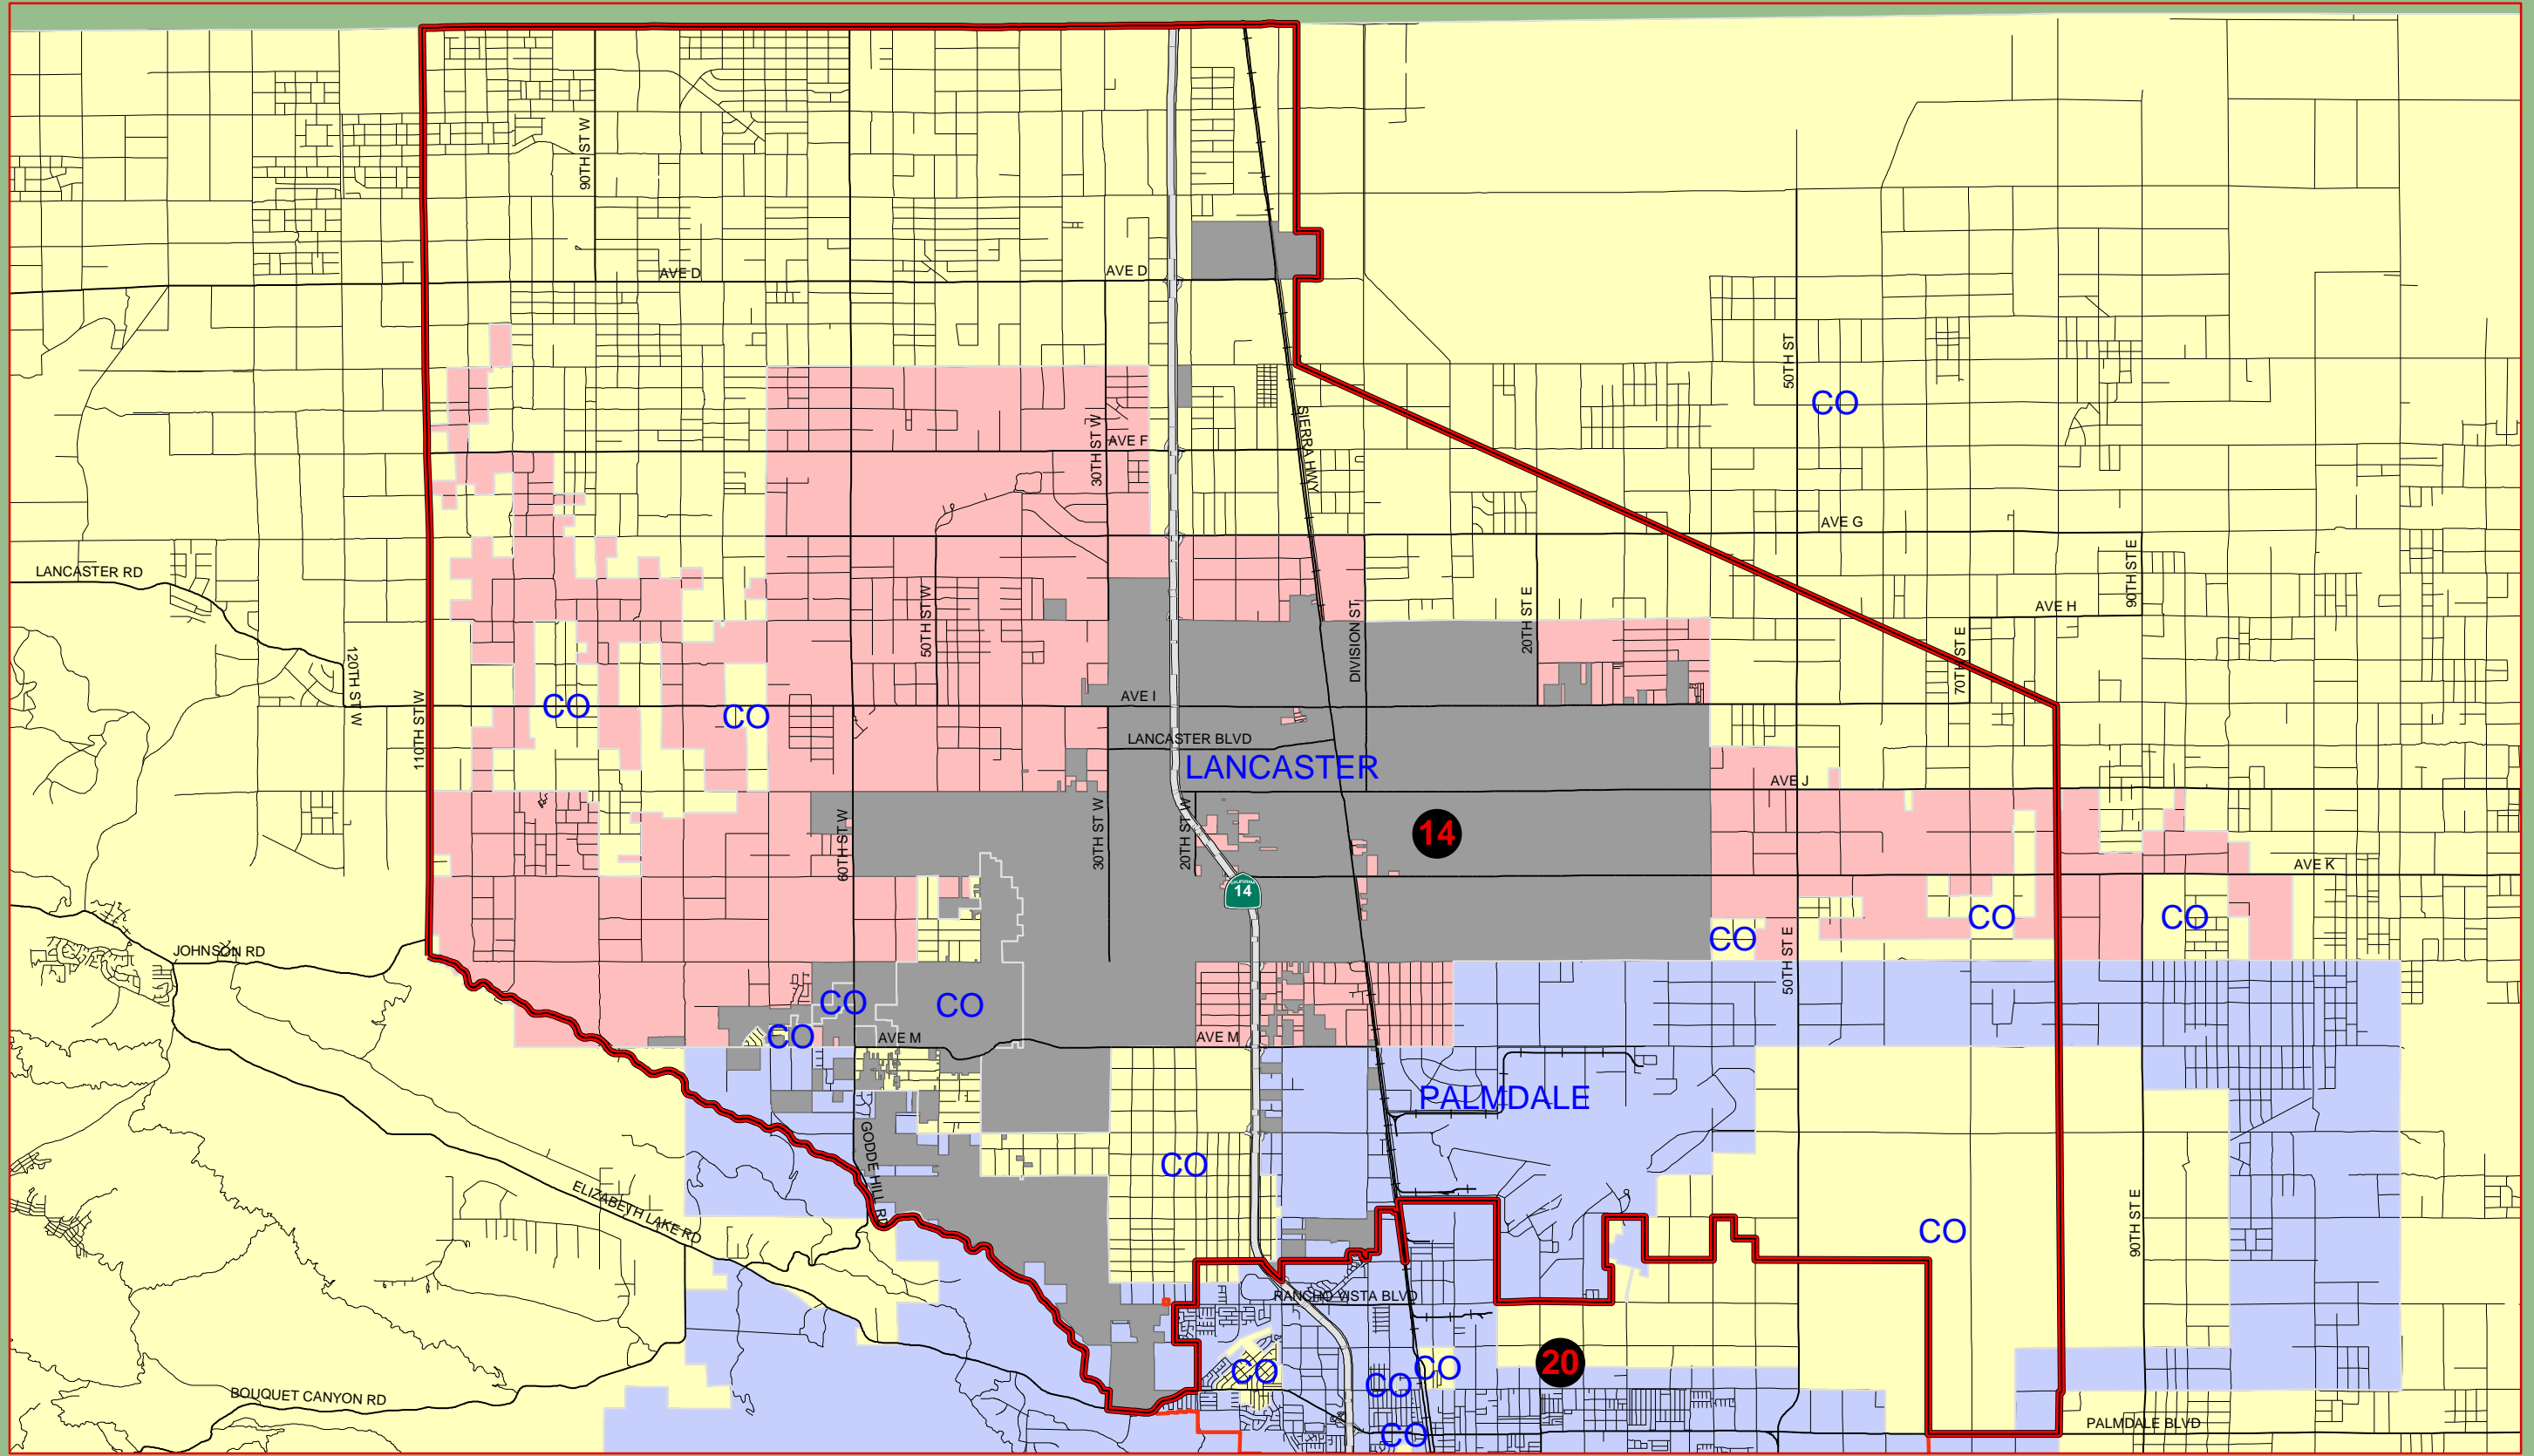 90TH ST W
AVE D
AVE D
50TH ST
CO
30TH ST W
AVE F
SIERRA HWY
AVE G
LANCASTER RD
90TH ST E
50TH ST W
DIVISION ST
20TH ST E
AVE H
70TH ST E
120TH ST W
110TH ST W
CO
CO
AVE I
LANCASTER BLVD
LANCASTER
AVE J
60TH ST W
30TH ST W
20TH ST W
14
AVE K
CALIFORNIA
14
CO
CO
CO
JOHNSON RD
50TH ST E
CO
CO
CO
AVE M
AVE M
PALMDALE
GODDE HILL RD
CO
ELIZABETH LAKE RD
90TH ST E
CO
RANCHO VISTA BLVD
20
CO
CO
CO
BOUQUET CANYON RD
CO
PALMDALE BLVD